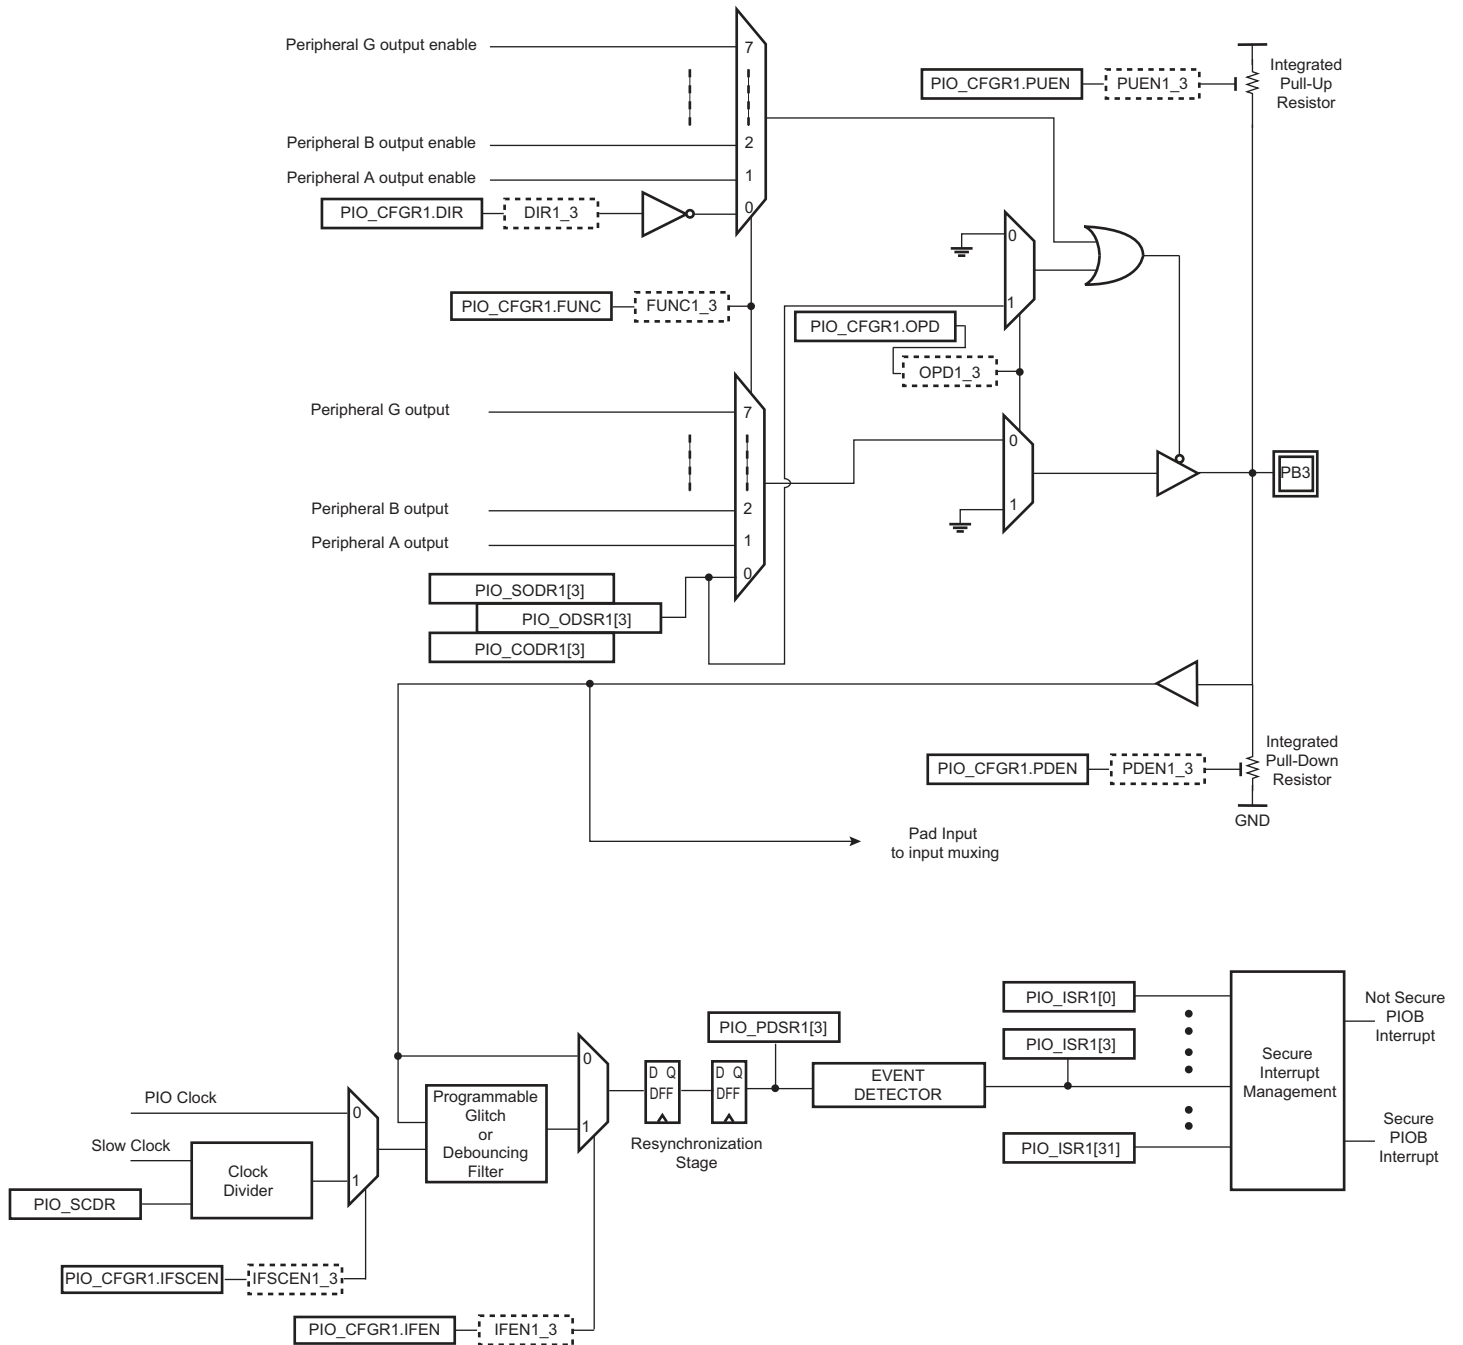 Peripheral G output enable
7
PIO_CFGR1.PUEN
PUEN1_3
Integrated
Pull-Up
Resistor
Peripheral B output enable
2
Peripheral A output enable
1
PIO_CFGR1.DIR
DIR1_3
0
0
PIO_CFGR1.FUNC
FUNC1_3
1
PIO_CFGR1.OPD
OPD1_3
Peripheral G output
7
0
PB3
Peripheral B output
2
1
Peripheral A output
1
0
PIO_SODR1[3]
PIO_ODSR1[3]
PIO_CODR1[3]
Integrated
Pull-Down
Resistor
PIO_CFGR1.PDEN
PDEN1_3
GND
Pad Input
to input muxing
PIO_ISR1[0]
Not Secure
PIOB
Interrupt
PIO_PDSR1[3]
PIO_ISR1[3]
0
Secure
Interrupt
Management
D Q
DFF
D Q
DFF
EVENT
DETECTOR
PIO Clock
0
Programmable
Glitch
or
Debouncing
Filter
1
Resynchronization
Stage
PIO_ISR1[31]
Secure
PIOB
Interrupt
Slow Clock
Clock
Divider
1
PIO_SCDR
PIO_CFGR1.IFSCEN
IFSCEN1_3
PIO_CFGR1.IFEN
IFEN1_3